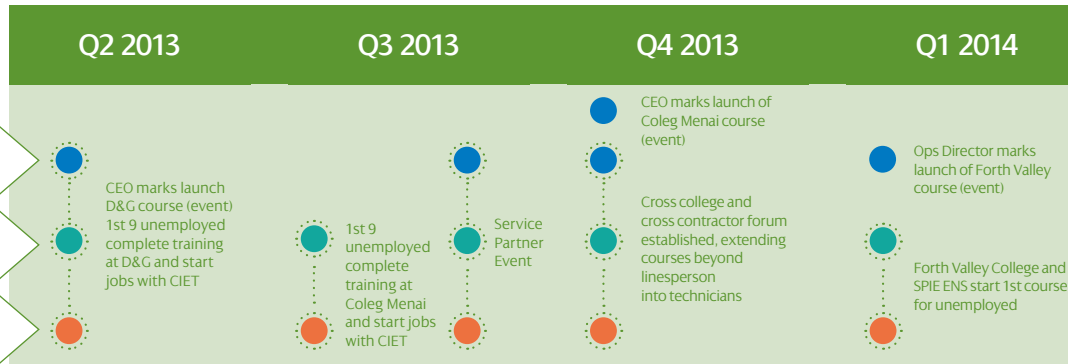 Q2 2013
Q3 2013
Q4 2013
Q1 2014
CEO marks launch
D&G course (event)
1st 9 unemployed
complete training
at D&G and start
jobs with CIET
1st 9
unemployed
complete
training at
Coleg Menai
and start jobs
with CIET
Service
Partner
Event
CEO marks launch of
Coleg Menai course
(event)
Cross college and
cross contractor forum
established, extending
courses beyond
linesperson
into technicians
Ops Director marks
launch of Forth Valley
course (event)
Forth Valley College and
SPIE ENS start 1st course
for unemployed